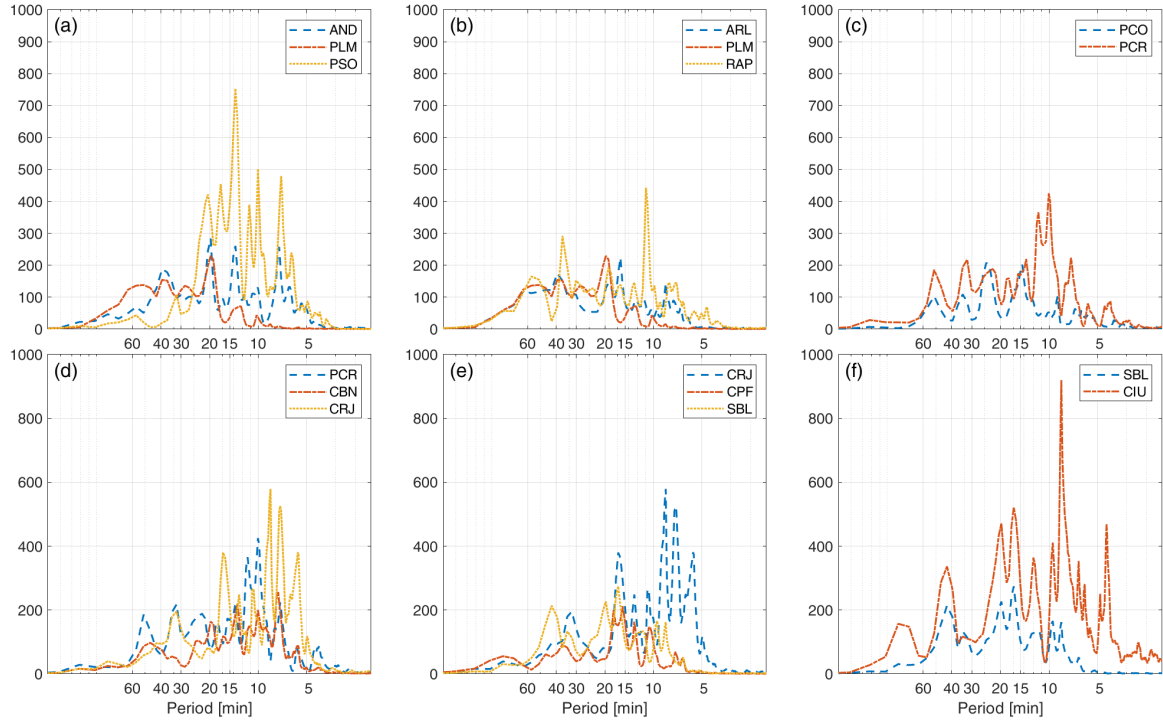 1000 (a) AND 1000 (b) ARL 1000 (c) PCO
900 PLM 900 PLM 900 PCR
800 PSO 800 RAP 800
700 700 700
600 600 600
500 500 500
400 400 400
300 300 300
200 200 200
100 100 100
0 0 0
60 40 30 20 15 10 5 60 40 30 20 15 10 5 60 40 30 20 15 10 5
1000 (d) PCR 1000 (e) CRJ 1000 (f) SBL
CBN CPF CIU
CRJ SBL
800 800 800
600 600 600
400 400 400
200 200 200
0 0 0
60 40 30 20 15 10 5 60 40 30 20 15 10 5 60 40 30 20 15 10 5
Period [min] Period [min] Period [min]